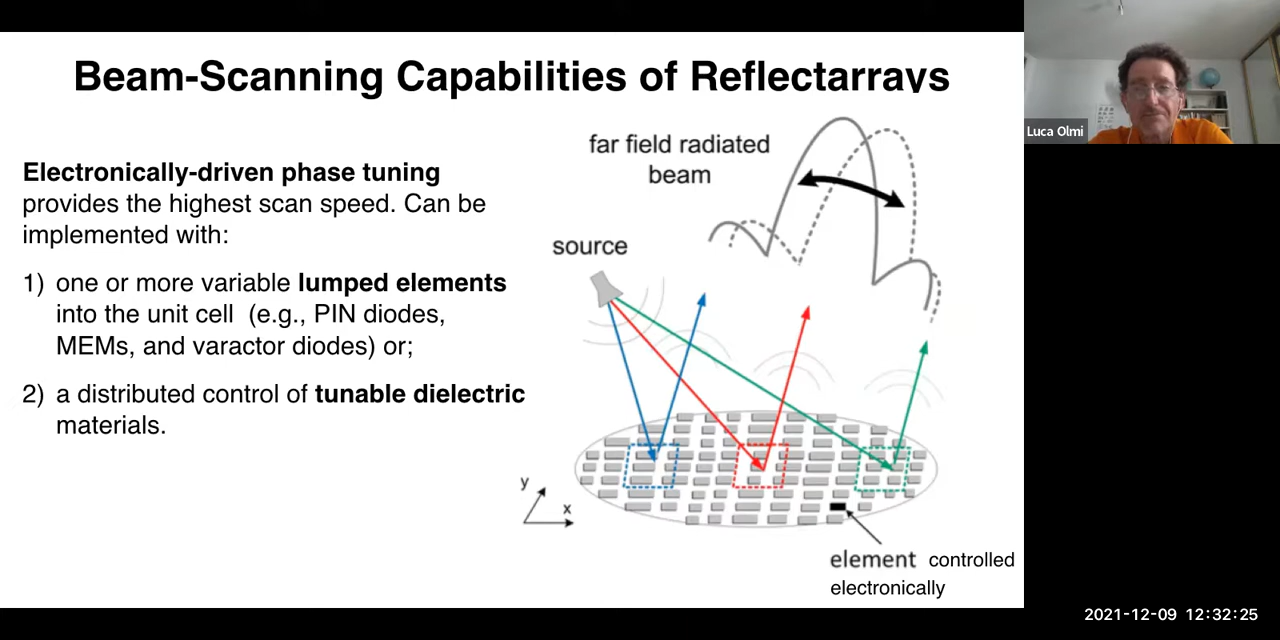 Beam-Scanning Capabilities of Reflectarrays
Electronically-driven phase tuning
provides the highest scan speed. Can be
implemented with:
1) one or more variable lumped elements
into the unit cell (e.g., PIN diodes,
MEMs, and varactor diodes) or;
2) a distributed control of tunable dielectric
materials.
far field radiated
beam
source
y
x
element controlled
electronically
Luca Olmi
2021-12-09 12:32:25